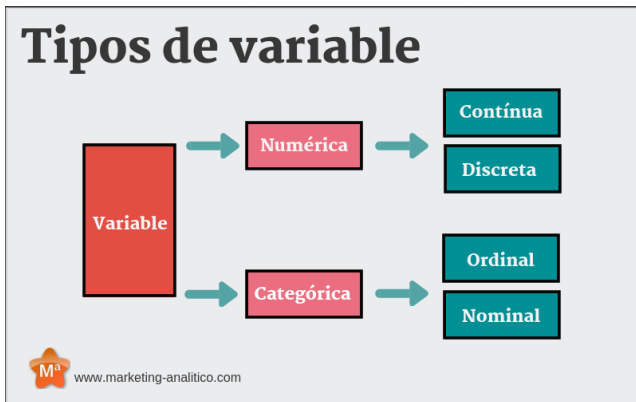 Tipos de variable
Variable
Numérica
Contínua
Discreta
Categórica
Ordinal
Nominal
Mª
www.marketing-analitico.com